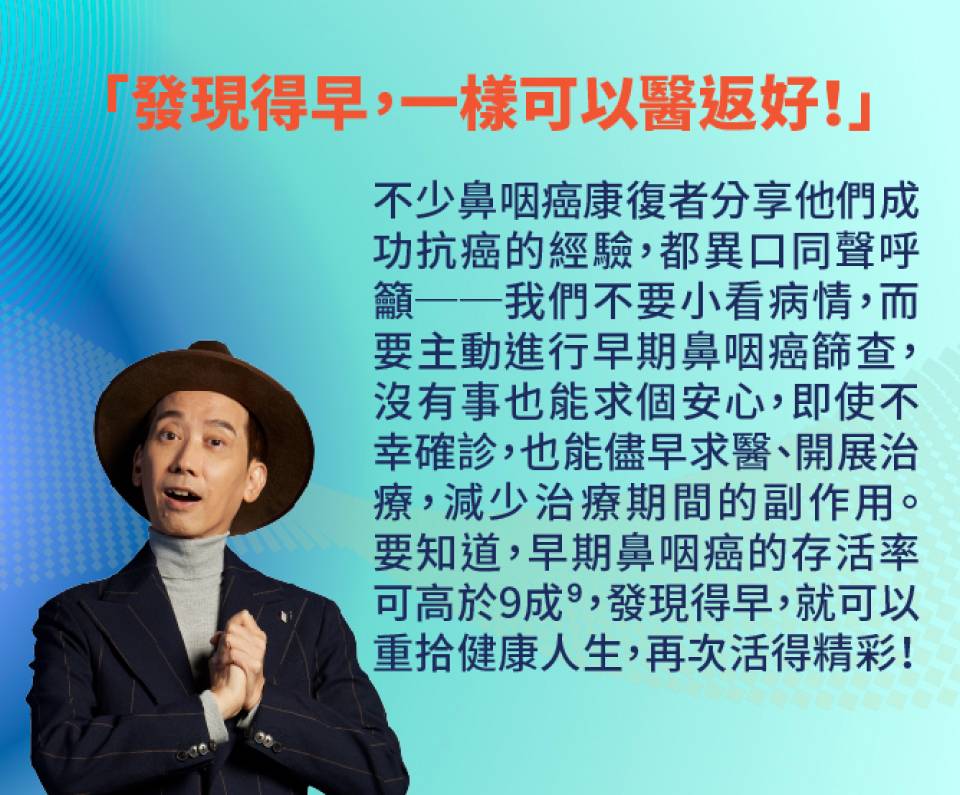 「發現得早，一樣可以醫返好！」
不少鼻咽癌康復者分享他們成
功抗癌的經驗，都異口同聲呼
籲——我們不要小看病情，而
要主動進行早期鼻咽癌篩查，
沒有事也能求個安心，即使不
幸確診，也能儘早求醫、開展治
療，減少治療期間的副作用。
要知道，早期鼻咽癌的存活率
可高於9成⁹，發現得早，就可以
重拾健康人生，再次活得精彩！